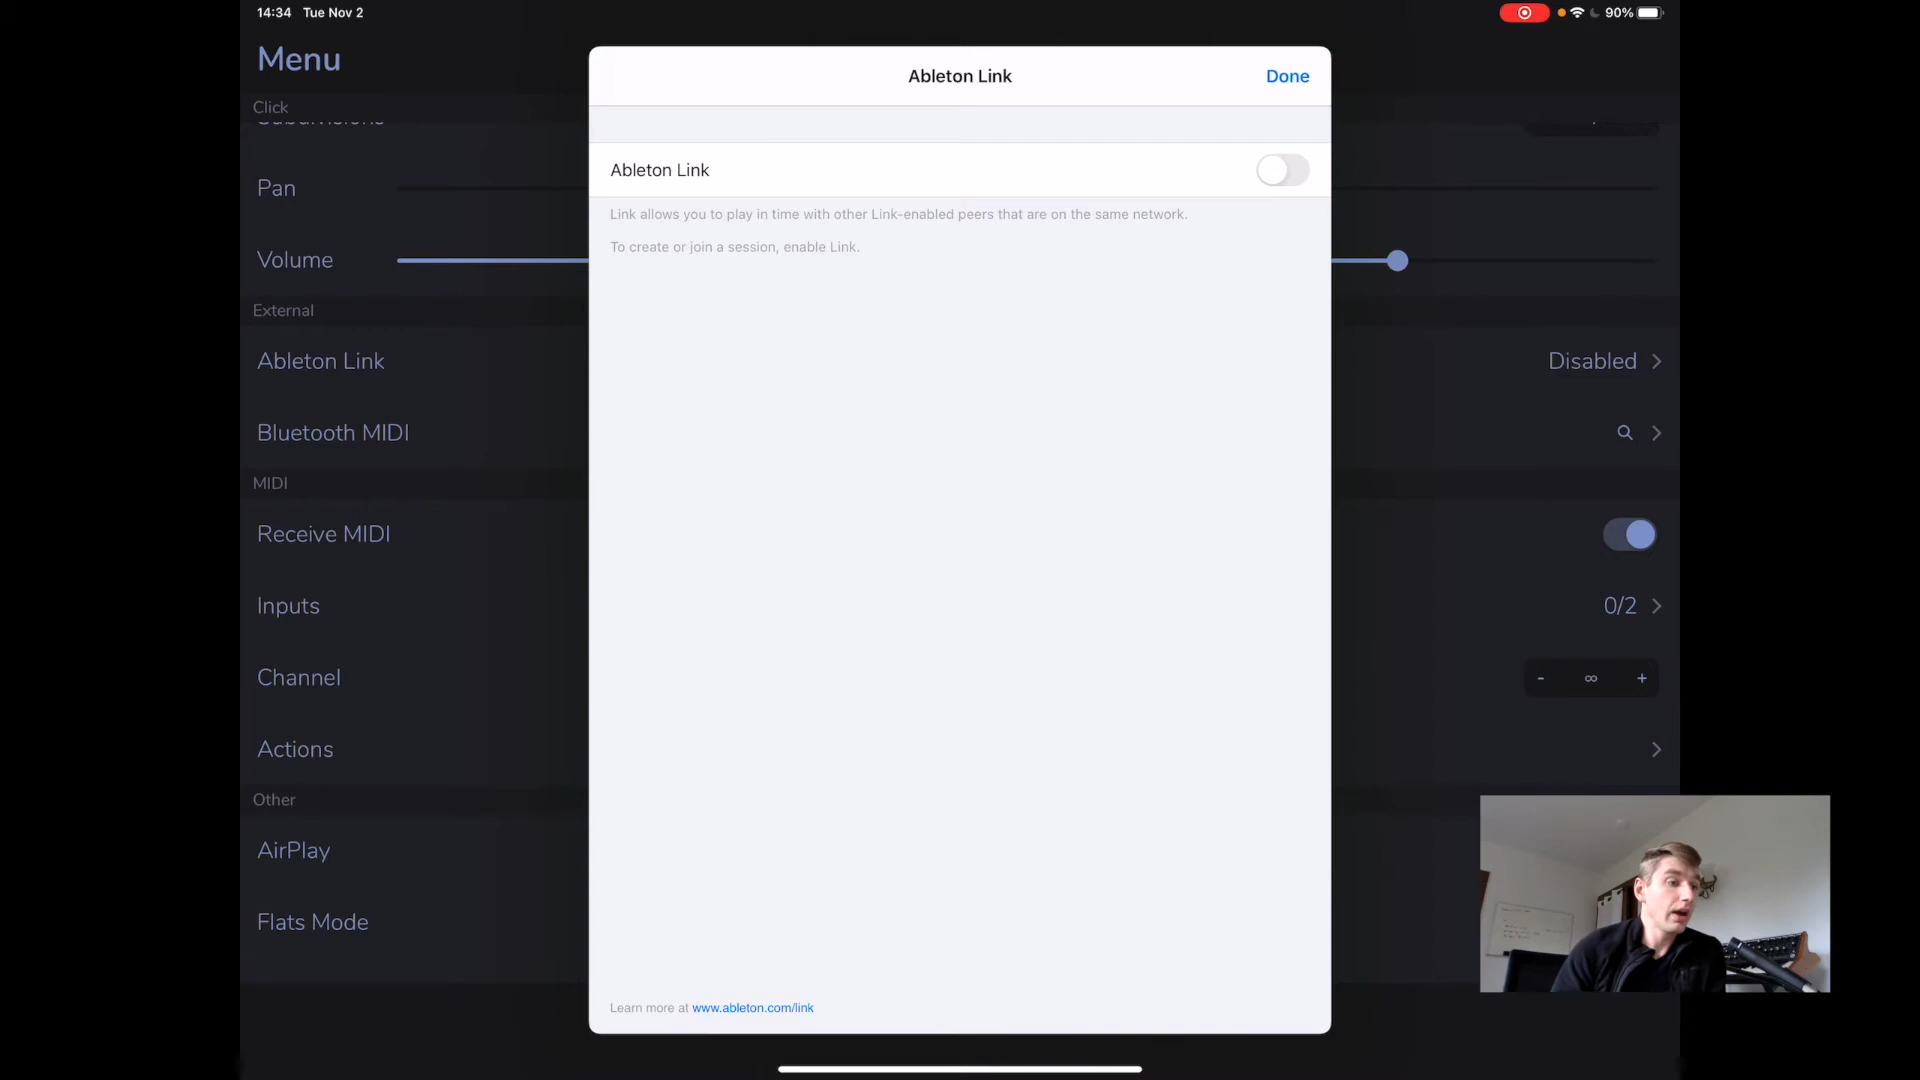 14:34 Tue Nov 2
90%
Menu
Click
Subdivisions
Pan
Volume
External
Ableton Link
Disabled
Bluetooth MIDI
MIDI
Receive MIDI
Inputs
0/2
Channel
- ∞ +
Actions
Other
AirPlay
Flats Mode
Ableton Link
Done
Ableton Link
Link allows you to play in time with other Link-enabled peers that are on the same network.
To create or join a session, enable Link.
Learn more at www.ableton.com/link